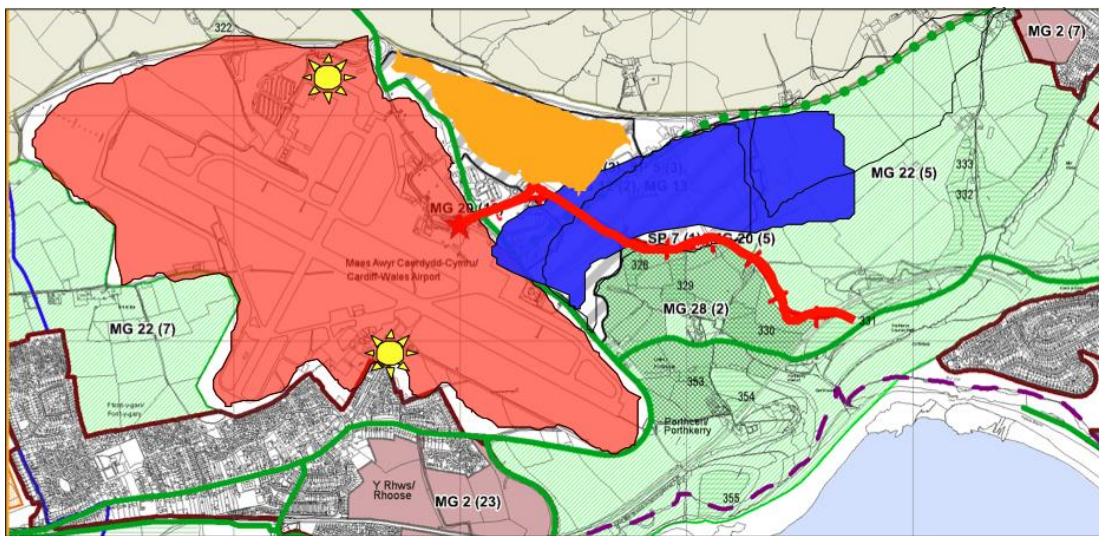 322
MG 2 (7)
333
332
MG 22 (5)
MG 20 (1
SP 7 (1), MG 20 (5)
Maes Awyr Caerdydd-Cymru/
Cardiff-Wales Airport
328
329
MG 28 (2)
330
331
MG 22 (7)
353
354
Porthceri/
Porthkerry
Y Rhws/
Rhoose
MG 2 (23)
355